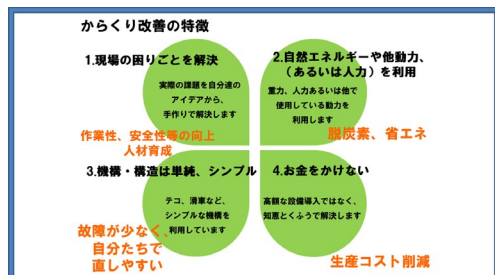 からくり改善の特徴
1.現場の困りごとを解決
実際の課題を自分達の
アイデアから、
手作りで解決します
作業性、安全性等の向上
人材育成
2.自然エネルギーや他動力、
（あるいは人力）を利用
重力、人力あるいは他で
使用している動力を
利用します
脱炭素、省エネ
3.機構・構造は単純、シンプル
テコ、滑車など、
シンプルな機構を
利用しています
故障が少なく、
自分たちで
直しやすい
4.お金をかけない
高額な設備導入ではなく、
知恵とくふうで解決します
生産コスト削減